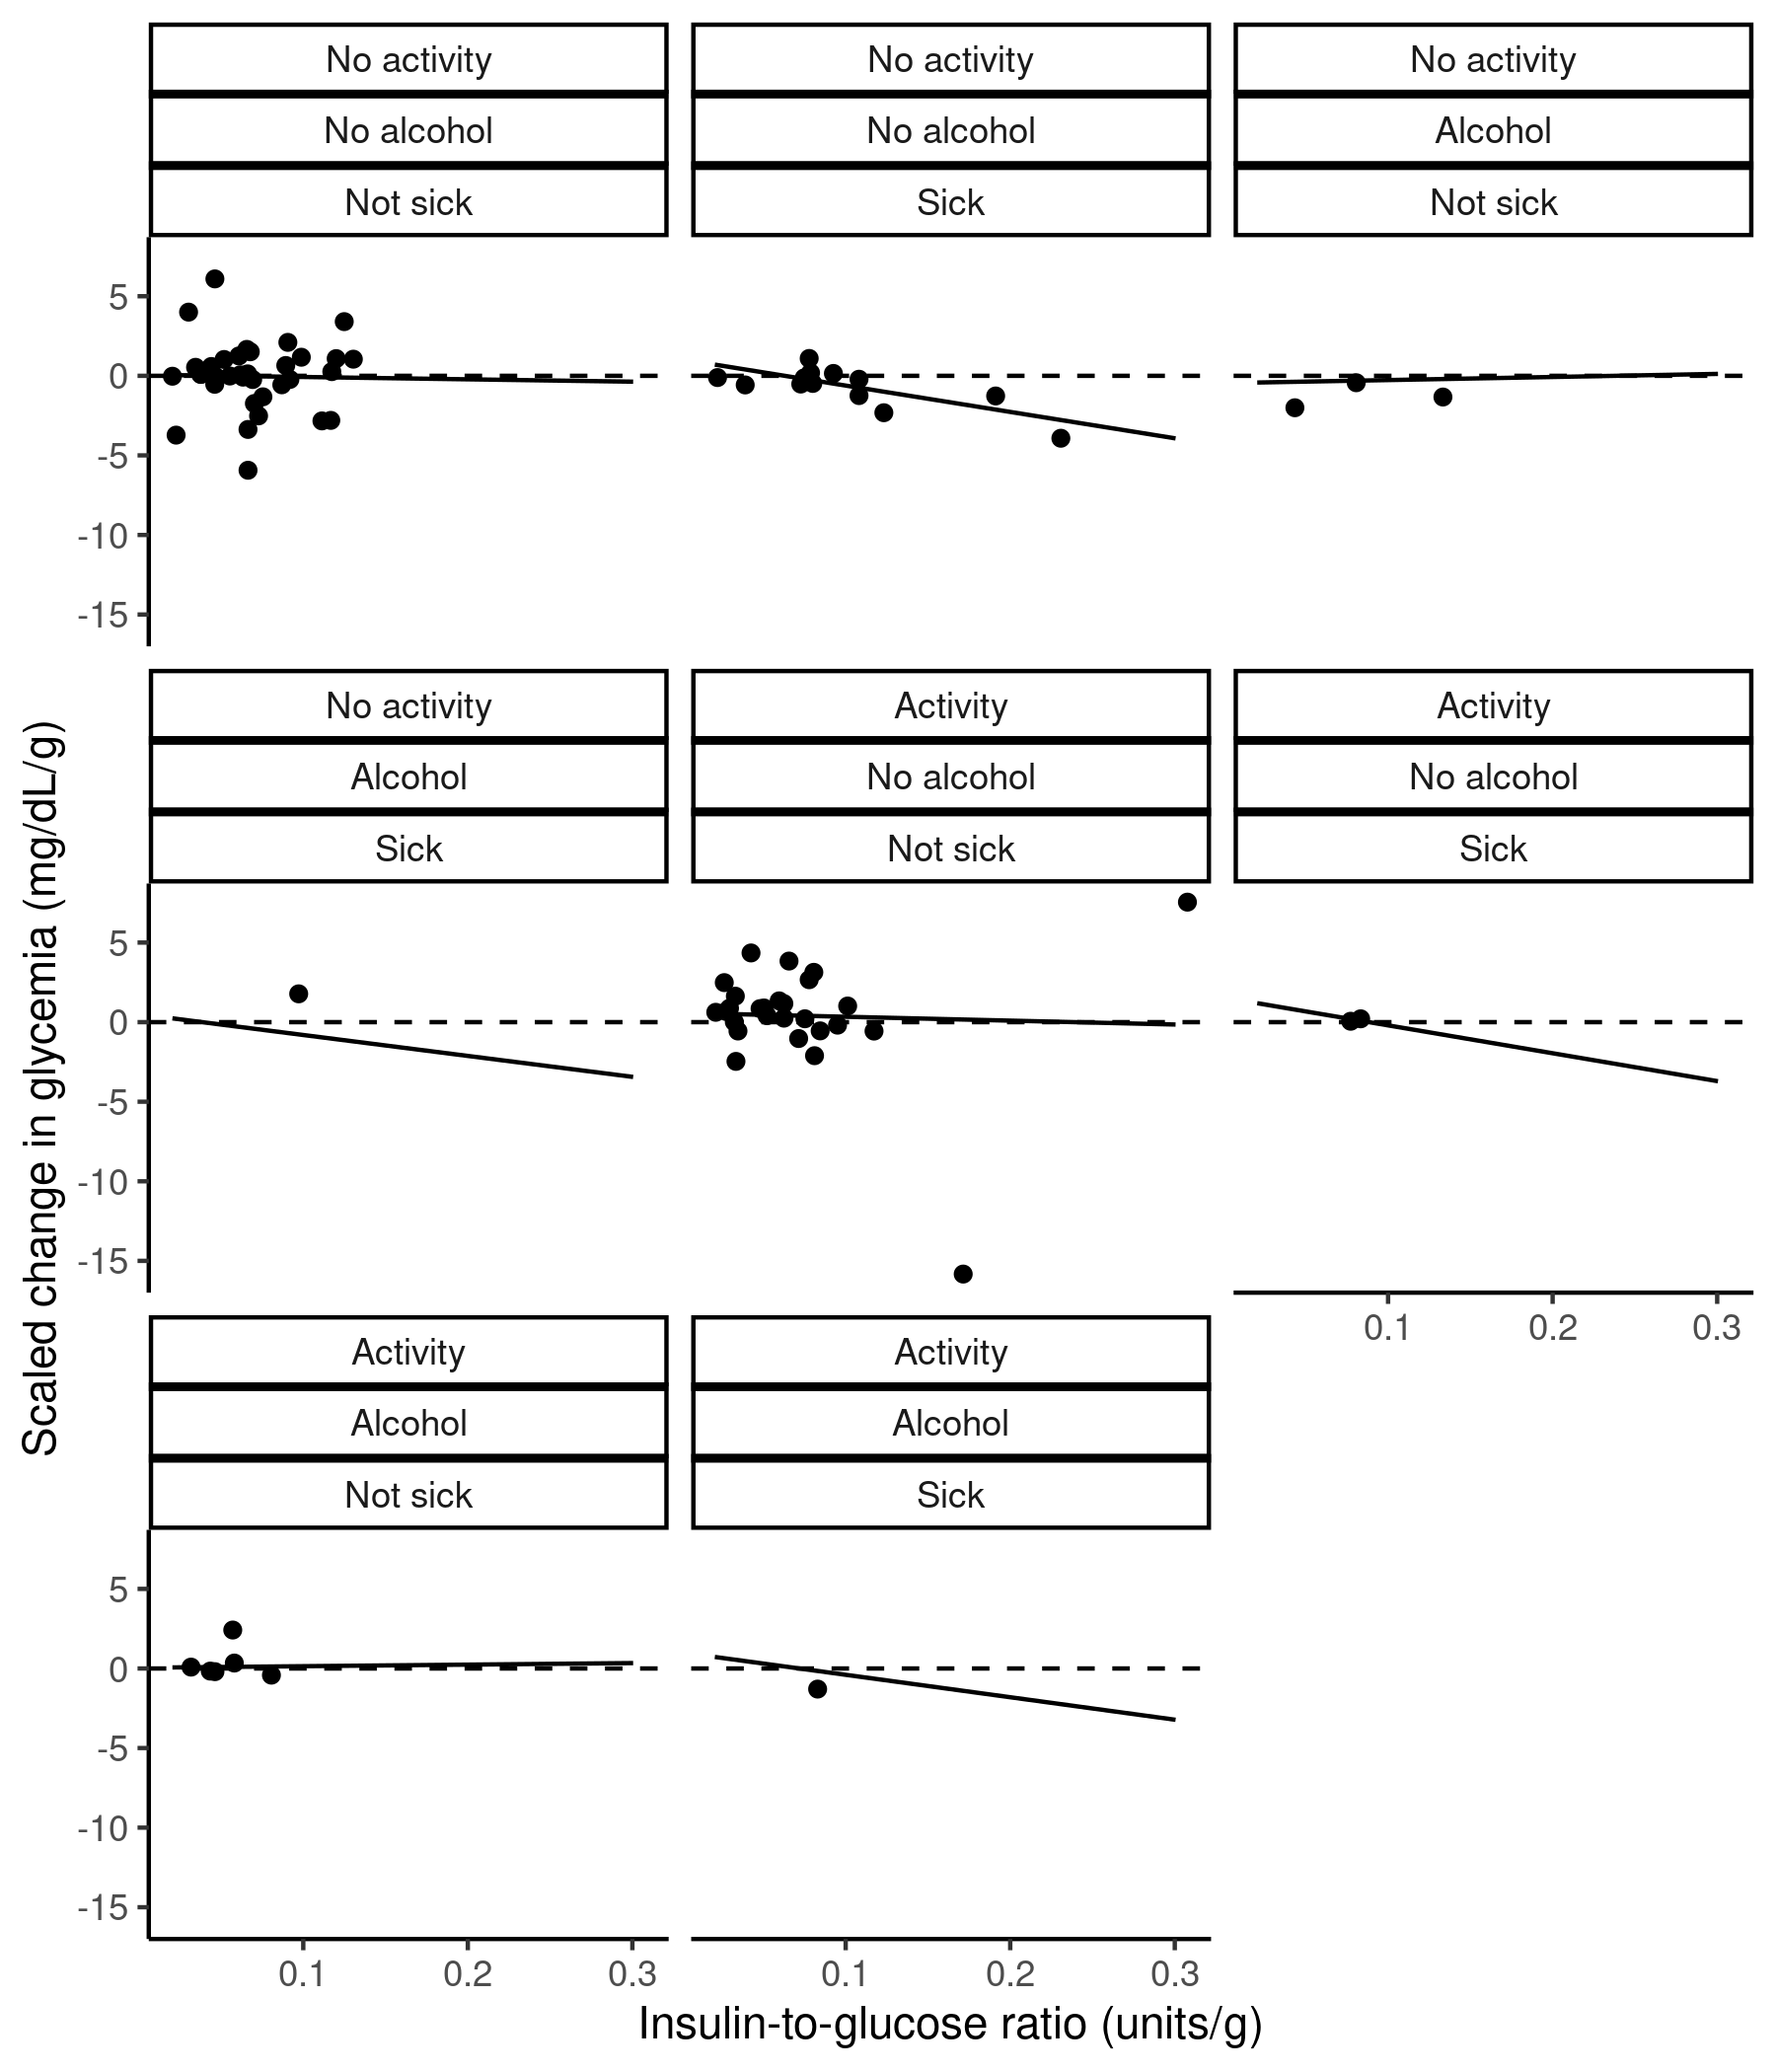 No activity
No activity
No activity
No alcohol
No alcohol
Alcohol
Not sick
Sick
Not sick
5
0
-5
-10
-15
No activity
Activity
Activity
Alcohol
No alcohol
No alcohol
Sick
Not sick
Sick
5
0
-5
-10
-15
0.1
0.2
0.3
Activity
Activity
Alcohol
Alcohol
Not sick
Sick
5
0
-5
-10
-15
0.1
0.2
0.3
0.1
0.2
0.3
Insulin-to-glucose ratio (units/g)
Scaled change in glycemia (mg/dL/g)